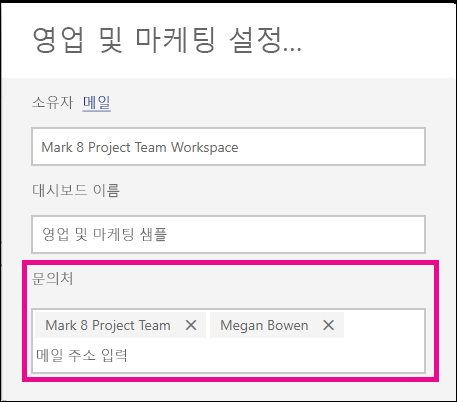 영업 및 마케팅 설정...
소유자 메일
Mark 8 Project Team Workspace
대시보드 이름
영업 및 마케팅 샘플
문의처
Mark 8 Project Team × Megan Bowen ×
메일 주소 입력